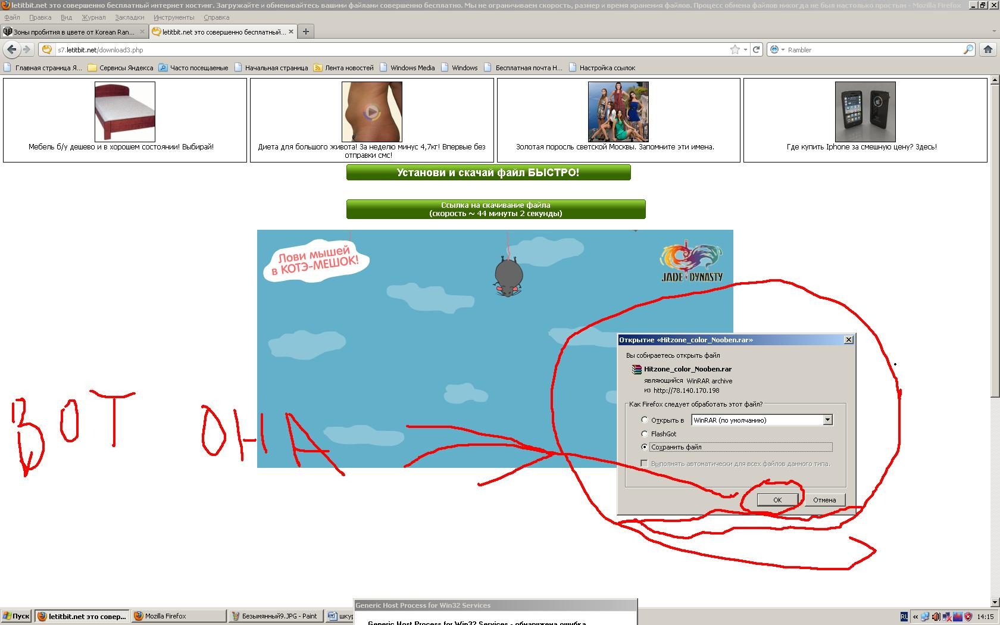 letitbit.net это совершенно бесплатный интернет хостинг. Загружайте и обменивайтесь вашими файлами совершенно бесплатно. Мы не ограничиваем скорость, размер и время хранения файлов. Процесс обмена файлов никогда не был настолько простым - Mozilla Firefox
Файл Правка Вид Журнал Закладки Инструменты Справка
Зоны пробития в цвете от Korean Ran... letitbit.net это совершенно бесплатный...
s7.letitbit.net/download3.php Rambler
Главная страница Я... Сервисы Яндекса Часто посещаемые Начальная страница Лента новостей Windows Media Windows Бесплатная почта H... Настройка ссылок
Мебель б/у дешево и в хорошем состоянии! Выбирай!
Диета для большого живота! За неделю минус 4,7кг! Впервые без
отправки смс!
Золотая поросль светской Москвы. Запомните эти имена.
Где купить Iphone за смешную цену? Здесь!
Установи и скачай файл БЫСТРО!
Ссылка на скачивание файла
(скорость ~ 44 минуты 2 секунды)
Лови мышей
в КОТЭ-МЕШОК!
JADE DYNASTY
Открытие «Hitzone_color_Nooben.rar»
Вы собираетесь открыть файл
Hitzone_color_Nooben.rar
являющийся WinRAR archive
из http://78.140.170.198
Как Firefox следует обработать этот файл?
Открыть в WinRAR (по умолчанию)
FlashGot
Сохранить файл
Выполнять автоматически для всех файлов данного типа.
OK Отмена
ВОТ ОНА
Generic Host Process for Win32 Services
Generic Host Process for Win32 Services - обнаружена ошибка
Пуск letitbit.net это совер... Mozilla Firefox Безымянный9.JPG - Paint шкур
RL « 14:15